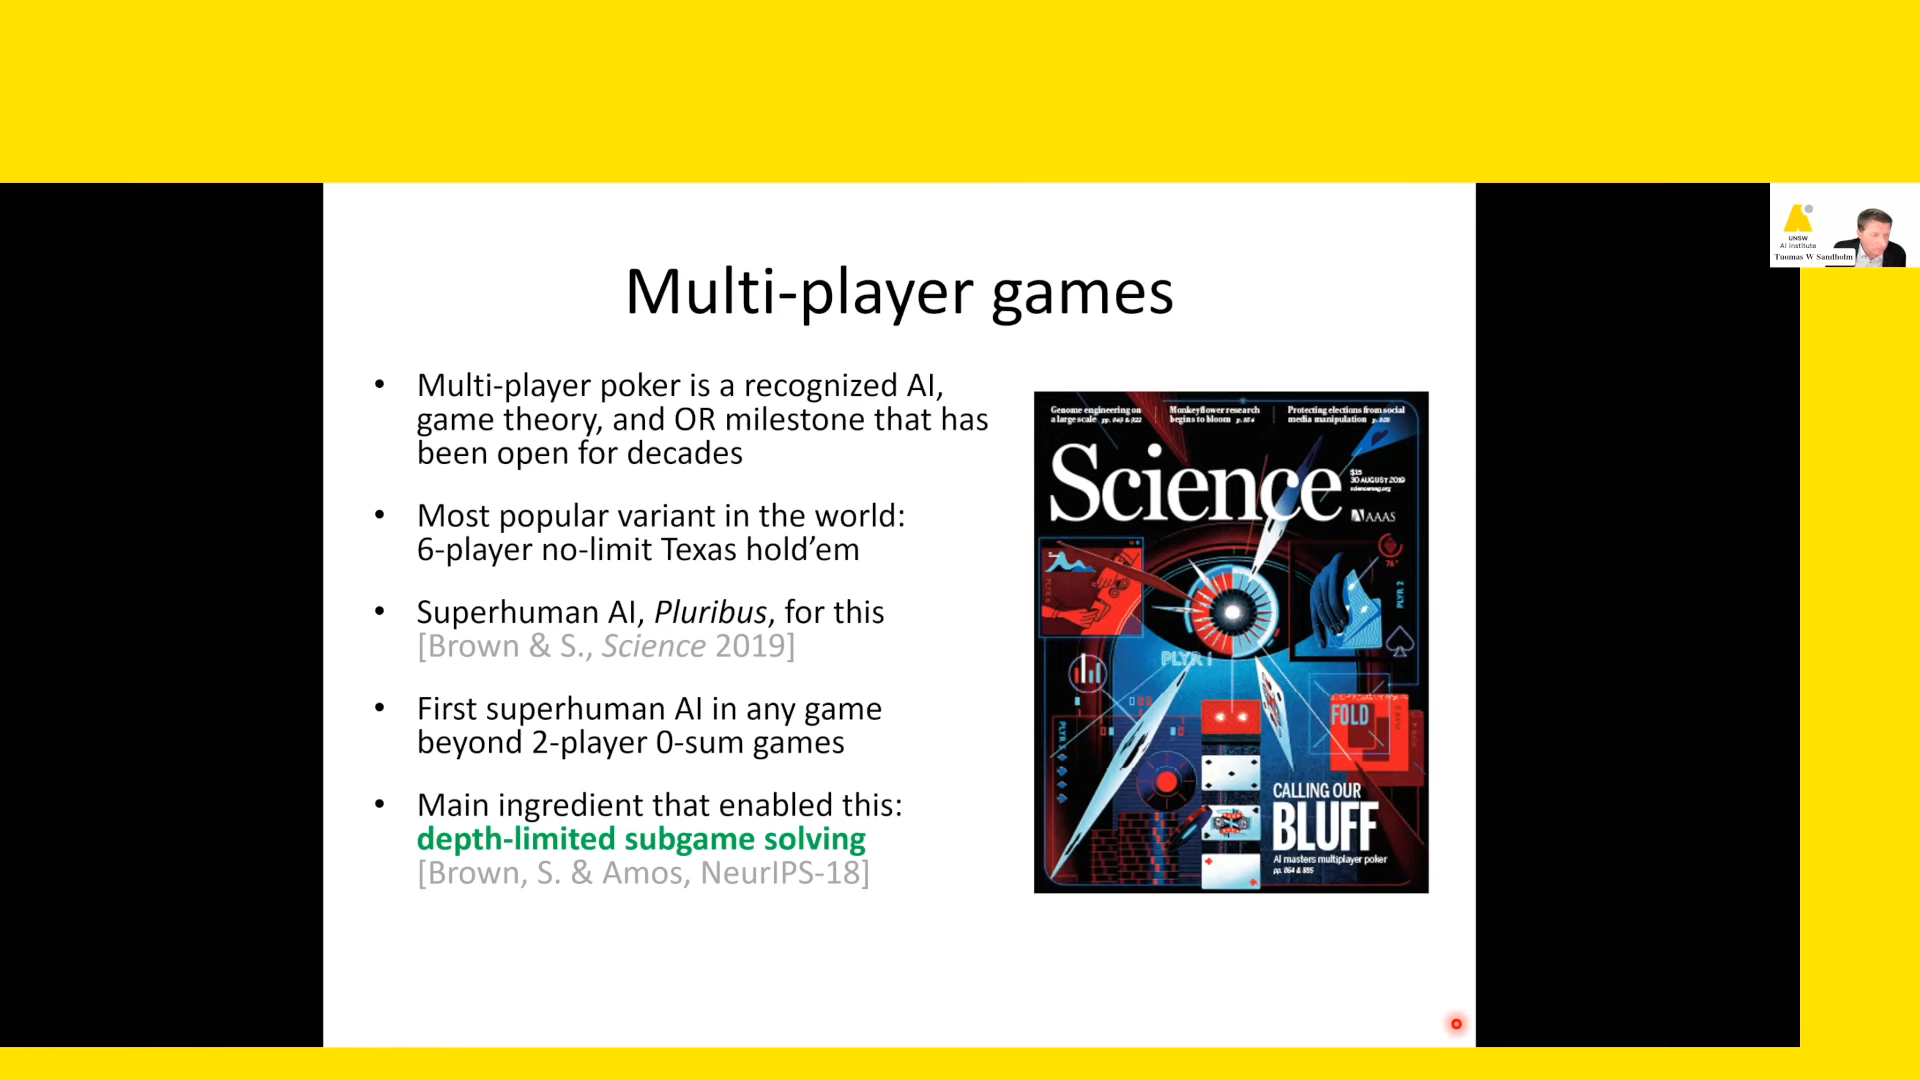 UNSW
AI Institute
Tuomas W Sandholm
Multi-player games
• Multi-player poker is a recognized AI,
game theory, and OR milestone that has
been open for decades
• Most popular variant in the world:
6-player no-limit Texas hold’em
• Superhuman AI, Pluribus, for this
[Brown & S., Science 2019]
• First superhuman AI in any game
beyond 2-player 0-sum games
• Main ingredient that enabled this:
depth-limited subgame solving
[Brown, S. & Amos, NeurIPS-18]
Genome engineering on
a large scale
Monkeyflower research
begins to bloom p. 854
Protecting elections from social
media manipulation
Science
$15
30 AUGUST 2019
sciencemag.org
AAAS
76°
PLYR 2
PLYR 1
FOLD
CALLING OUR
BLUFF
AI masters multiplayer poker
pp. 864 & 885